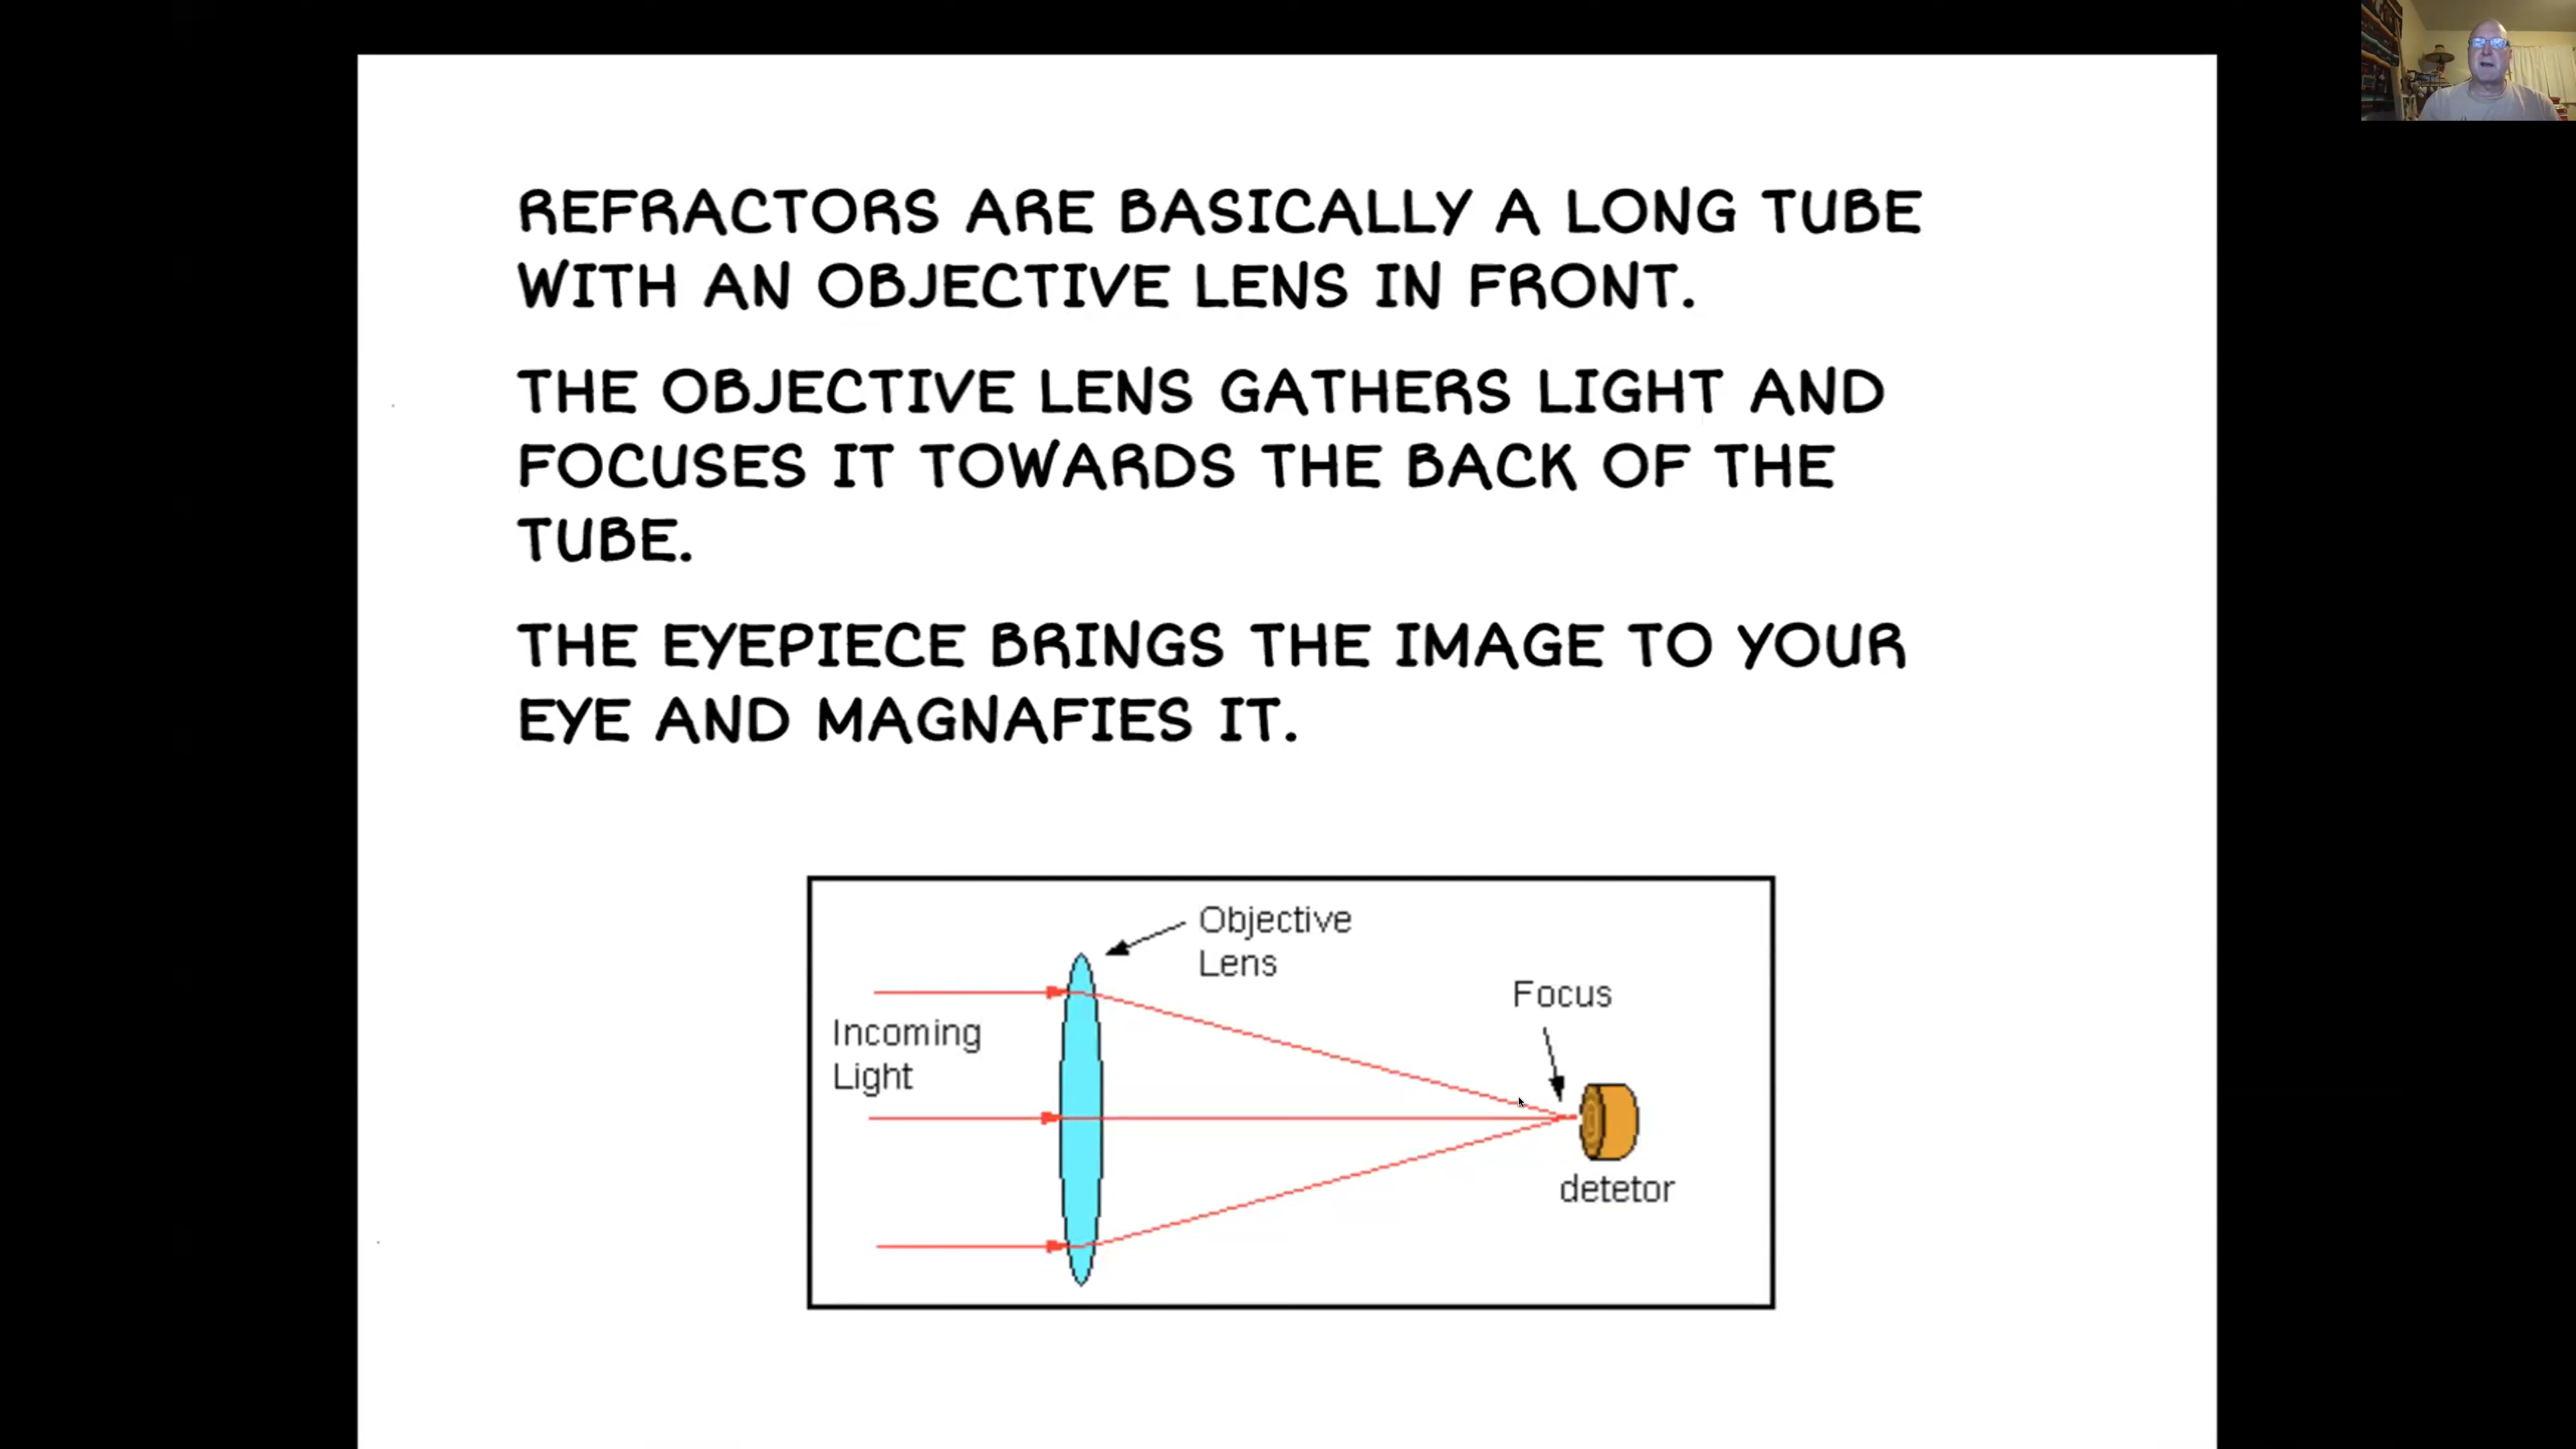 REFRACTORS ARE BASICALLY A LONG TUBE
WITH AN OBJECTIVE LENS IN FRONT.
THE OBJECTIVE LENS GATHERS LIGHT AND
FOCUSES IT TOWARDS THE BACK OF THE
TUBE.
THE EYEPIECE BRINGS THE IMAGE TO YOUR
EYE AND MAGNAFIES IT.
Objective
Lens
Focus
Incoming
Light
detetor